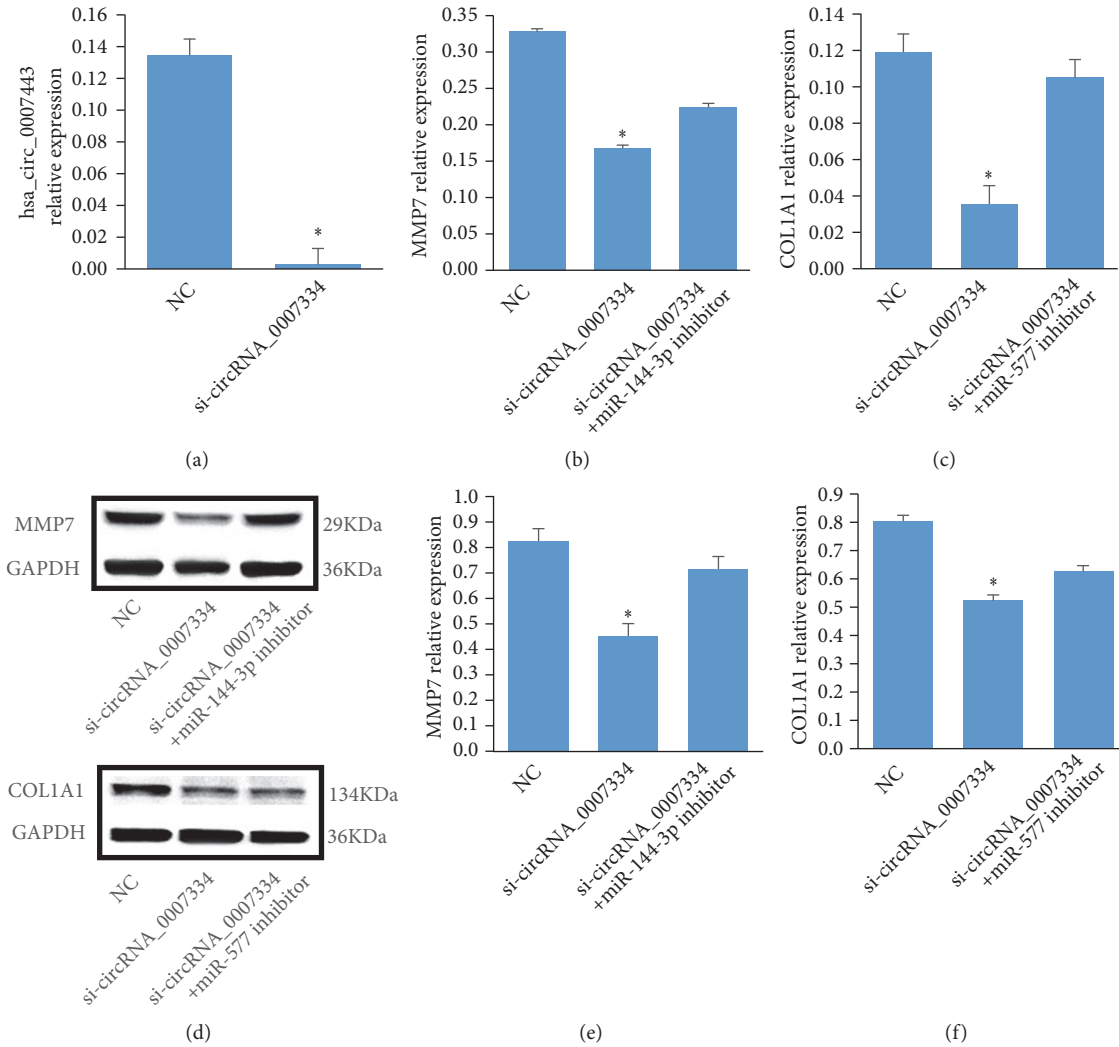 hsa_circ_0007443
relative expression
0.16
0.14
0.12
0.10
0.08
0.06
0.04
0.02
0.00
*
NC
si-circRNA_0007334
(a)
MMP7 relative expression
0.35
0.30
0.25
0.20
0.15
0.10
0.05
0.00
*
NC
si-circRNA_0007334
si-circRNA_0007334
+miR-144-3p inhibitor
(b)
COL1A1 relative expression
0.14
0.12
0.10
0.08
0.06
0.04
0.02
0.00
*
NC
si-circRNA_0007334
si-circRNA_0007334
+miR-577 inhibitor
(c)
MMP7
29KDa
GAPDH
36KDa
NC
si-circRNA_0007334
si-circRNA_0007334
+miR-144-3p inhibitor
COL1A1
134KDa
GAPDH
36KDa
NC
si-circRNA_0007334
si-circRNA_0007334
+miR-577 inhibitor
(d)
MMP7 relative expression
1.0
0.9
0.8
0.7
0.6
0.5
0.4
0.3
0.2
0.1
0.0
*
NC
si-circRNA_0007334
si-circRNA_0007334
+miR-144-3p inhibitor
(e)
COL1A1 relative expression
0.9
0.8
0.7
0.6
0.5
0.4
0.3
0.2
0.1
0.0
*
NC
si-circRNA_0007334
si-circRNA_0007334
+miR-577 inhibitor
(f)